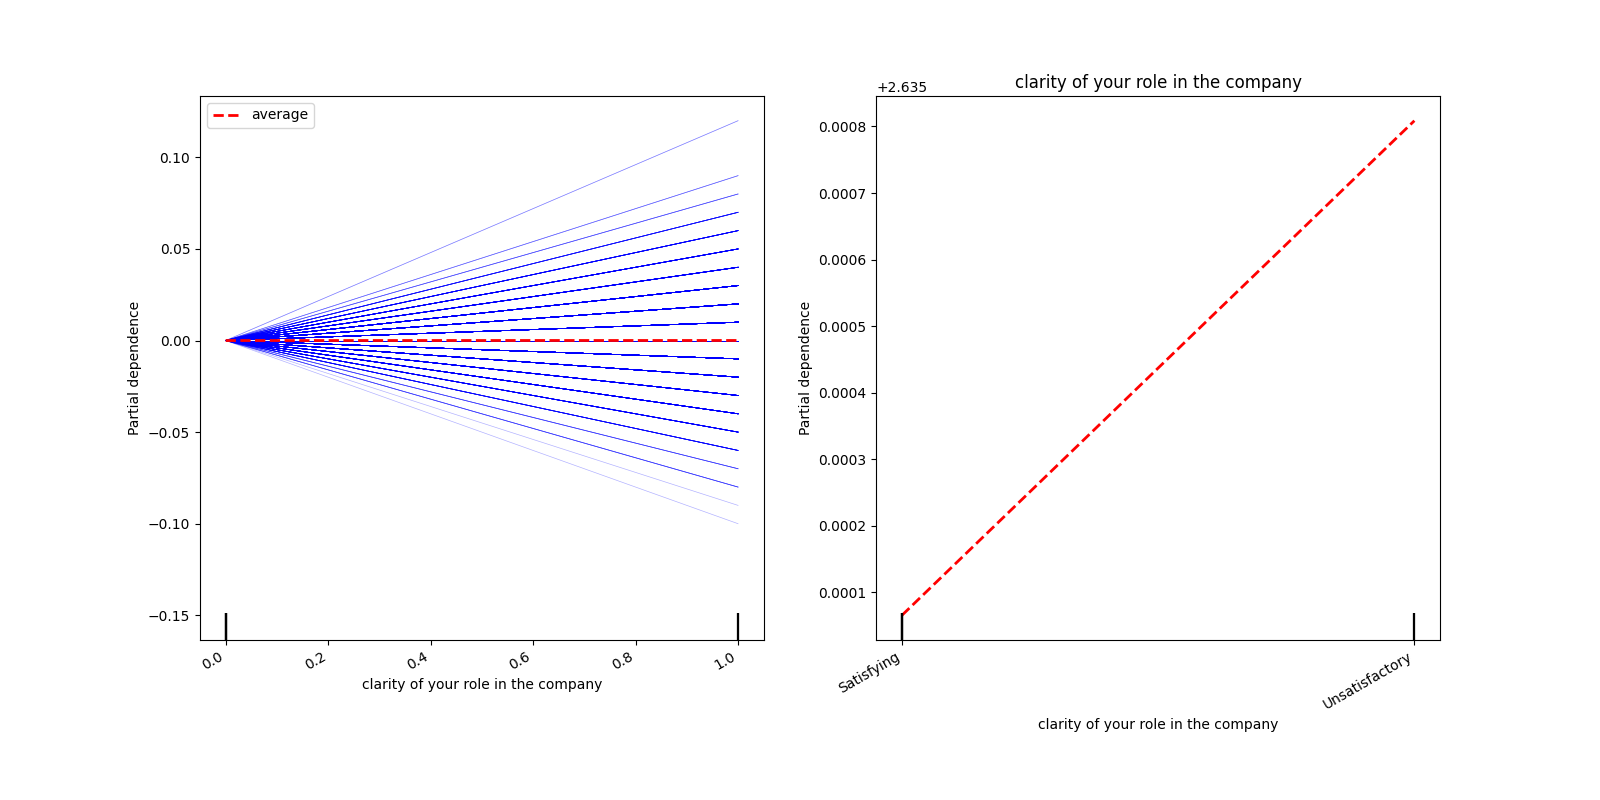 average
0.10
0.05
0.00
−0.05
−0.10
−0.15
Partial dependence
0.0
0.2
0.4
0.6
0.8
1.0
clarity of your role in the company
clarity of your role in the company
+2.635
0.0008
0.0007
0.0006
0.0005
0.0004
0.0003
0.0002
0.0001
Partial dependence
Satisfying
Unsatisfactory
clarity of your role in the company